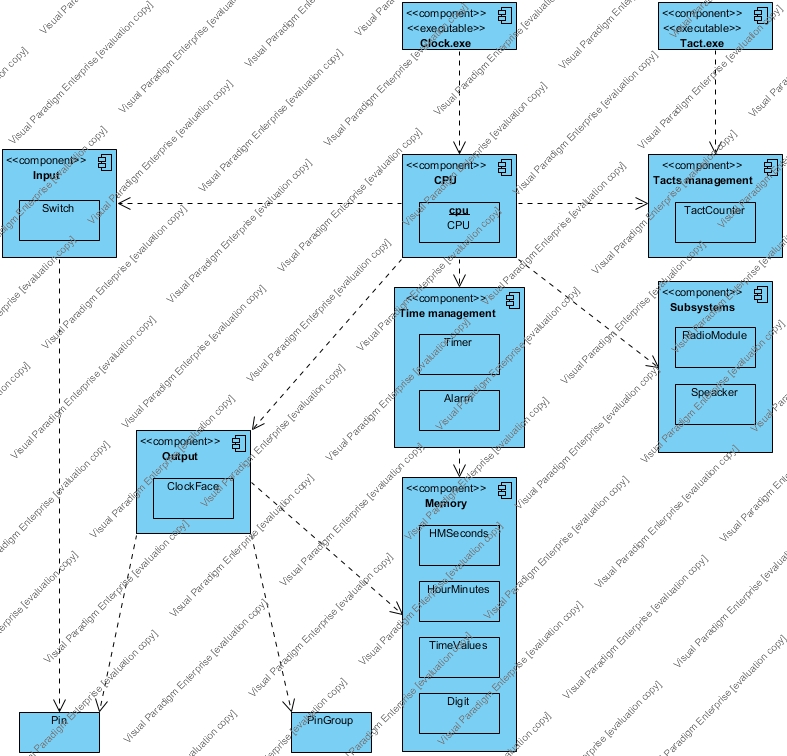 <<component>>
<<executable>>
Clock.exe
<<component>>
<<executable>>
Tact.exe
<<component>>
Input
Switch
<<component>>
CPU
cpu
CPU
<<component>>
Tacts management
TactCounter
<<component>>
Time management
Timer
Alarm
<<component>>
Subsystems
RadioModule
Speacker
<<component>>
Output
ClockFace
<<component>>
Memory
HMSeconds
HourMinutes
TimeValues
Digit
Pin
PinGroup
Visual Paradigm Enterprise [evaluation copy]